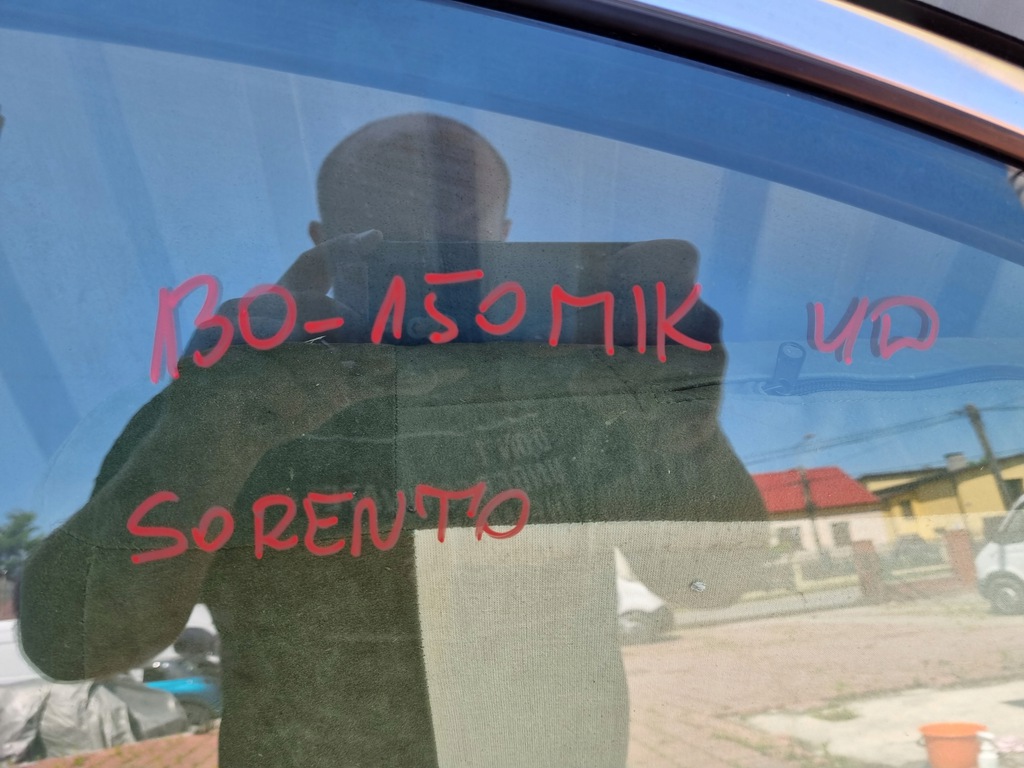 130-150MIK UD
SORENTO